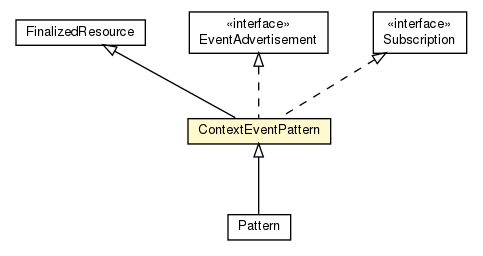 FinalizedResource
«interface»
EventAdvertisement
«interface»
Subscription
ContextEventPattern
Pattern